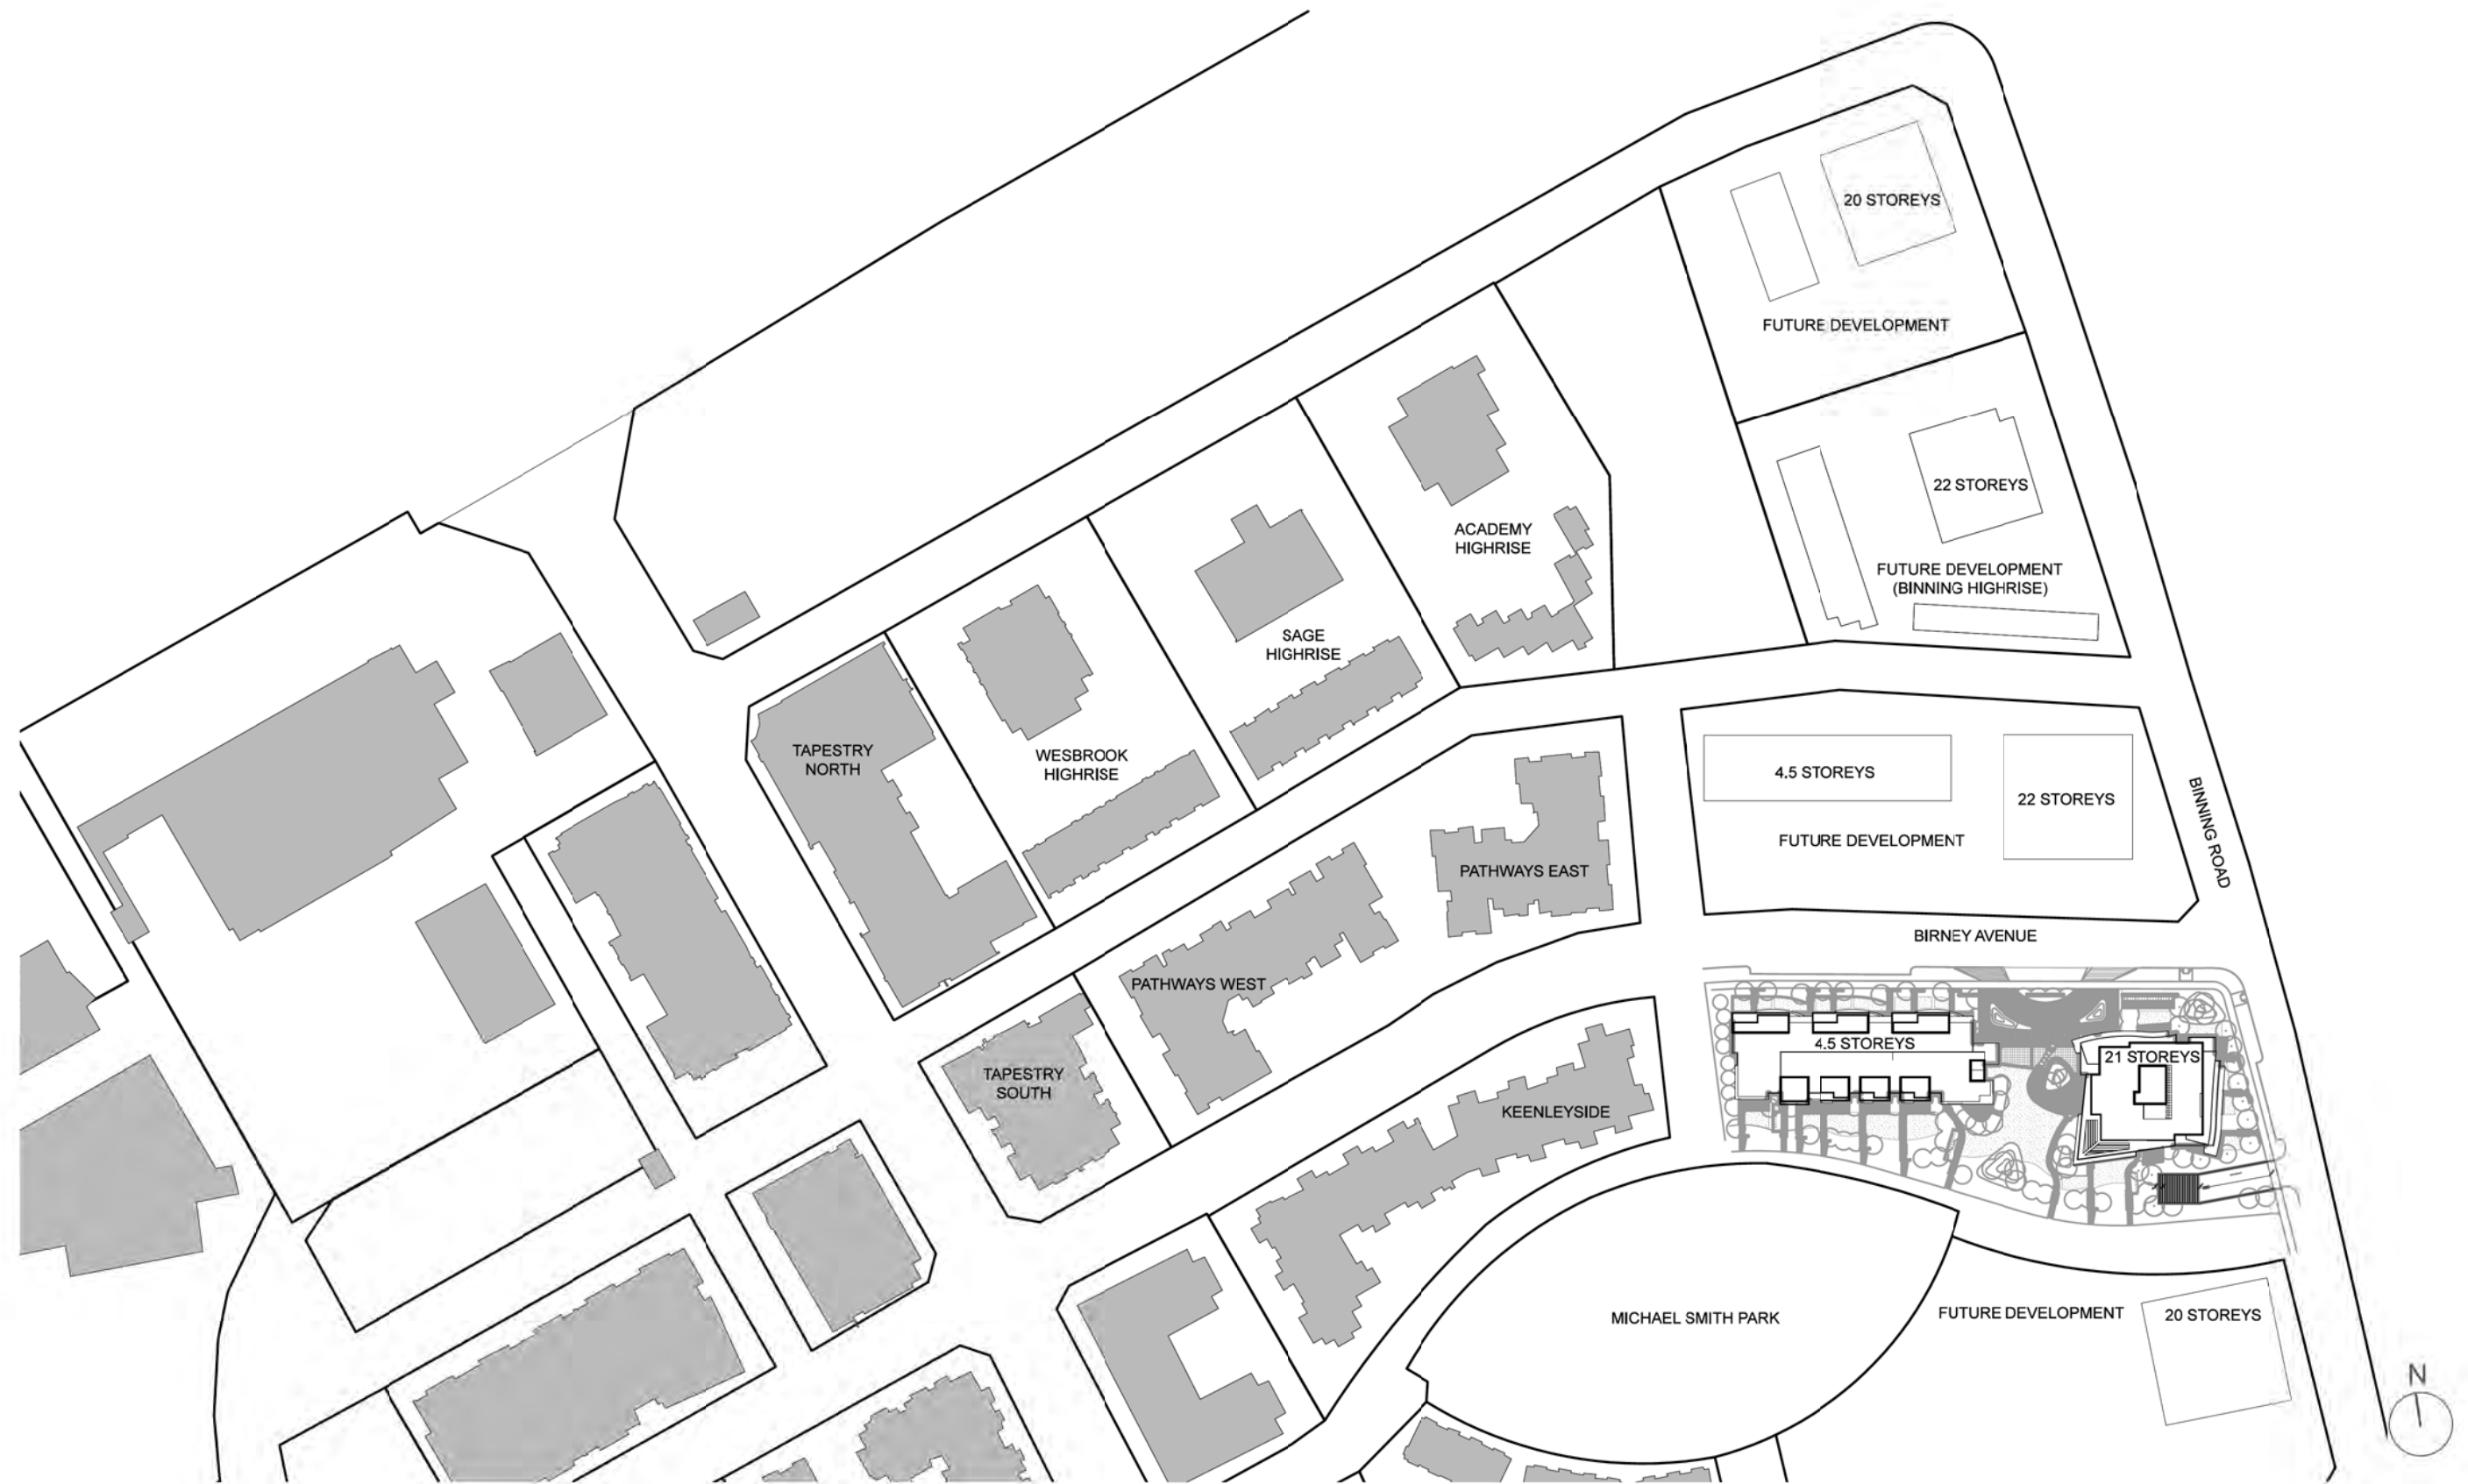 20 STOREYS
FUTURE DEVELOPMENT
22 STOREYS
ACADEMY
HIGHRISE
FUTURE DEVELOPMENT
(BINNING HIGHRISE)
SAGE
HIGHRISE
TAPESTRY
NORTH
WESBROOK
HIGHRISE
4.5 STOREYS
22 STOREYS
BINNING ROAD
FUTURE DEVELOPMENT
PATHWAYS EAST
BIRNEY AVENUE
PATHWAYS WEST
4.5 STOREYS
21 STOREYS
TAPESTRY
SOUTH
KEENLEYSIDE
MICHAEL SMITH PARK
FUTURE DEVELOPMENT
20 STOREYS
N